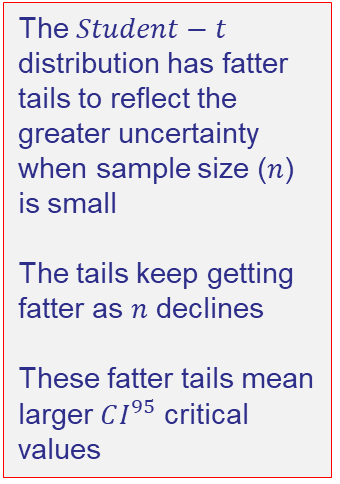 The Student − t
distribution has fatter
tails to reflect the
greater uncertainty
when sample size (n)
is small
The tails keep getting
fatter as n declines
These fatter tails mean
larger CI⁹⁵ critical
values